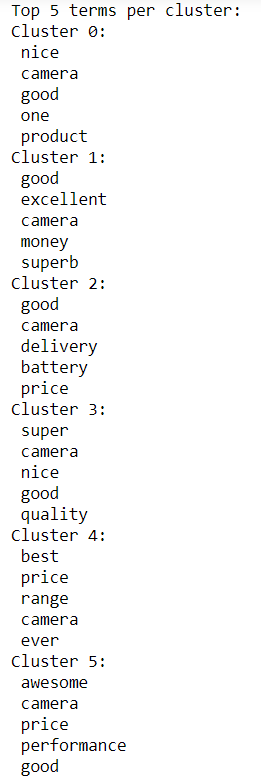 Top 5 terms per cluster:
Cluster 0:
nice
camera
good
one
product
Cluster 1:
good
excellent
camera
money
superb
Cluster 2:
good
camera
delivery
battery
price
Cluster 3:
super
camera
nice
good
quality
Cluster 4:
best
price
range
camera
ever
Cluster 5:
awesome
camera
price
performance
good